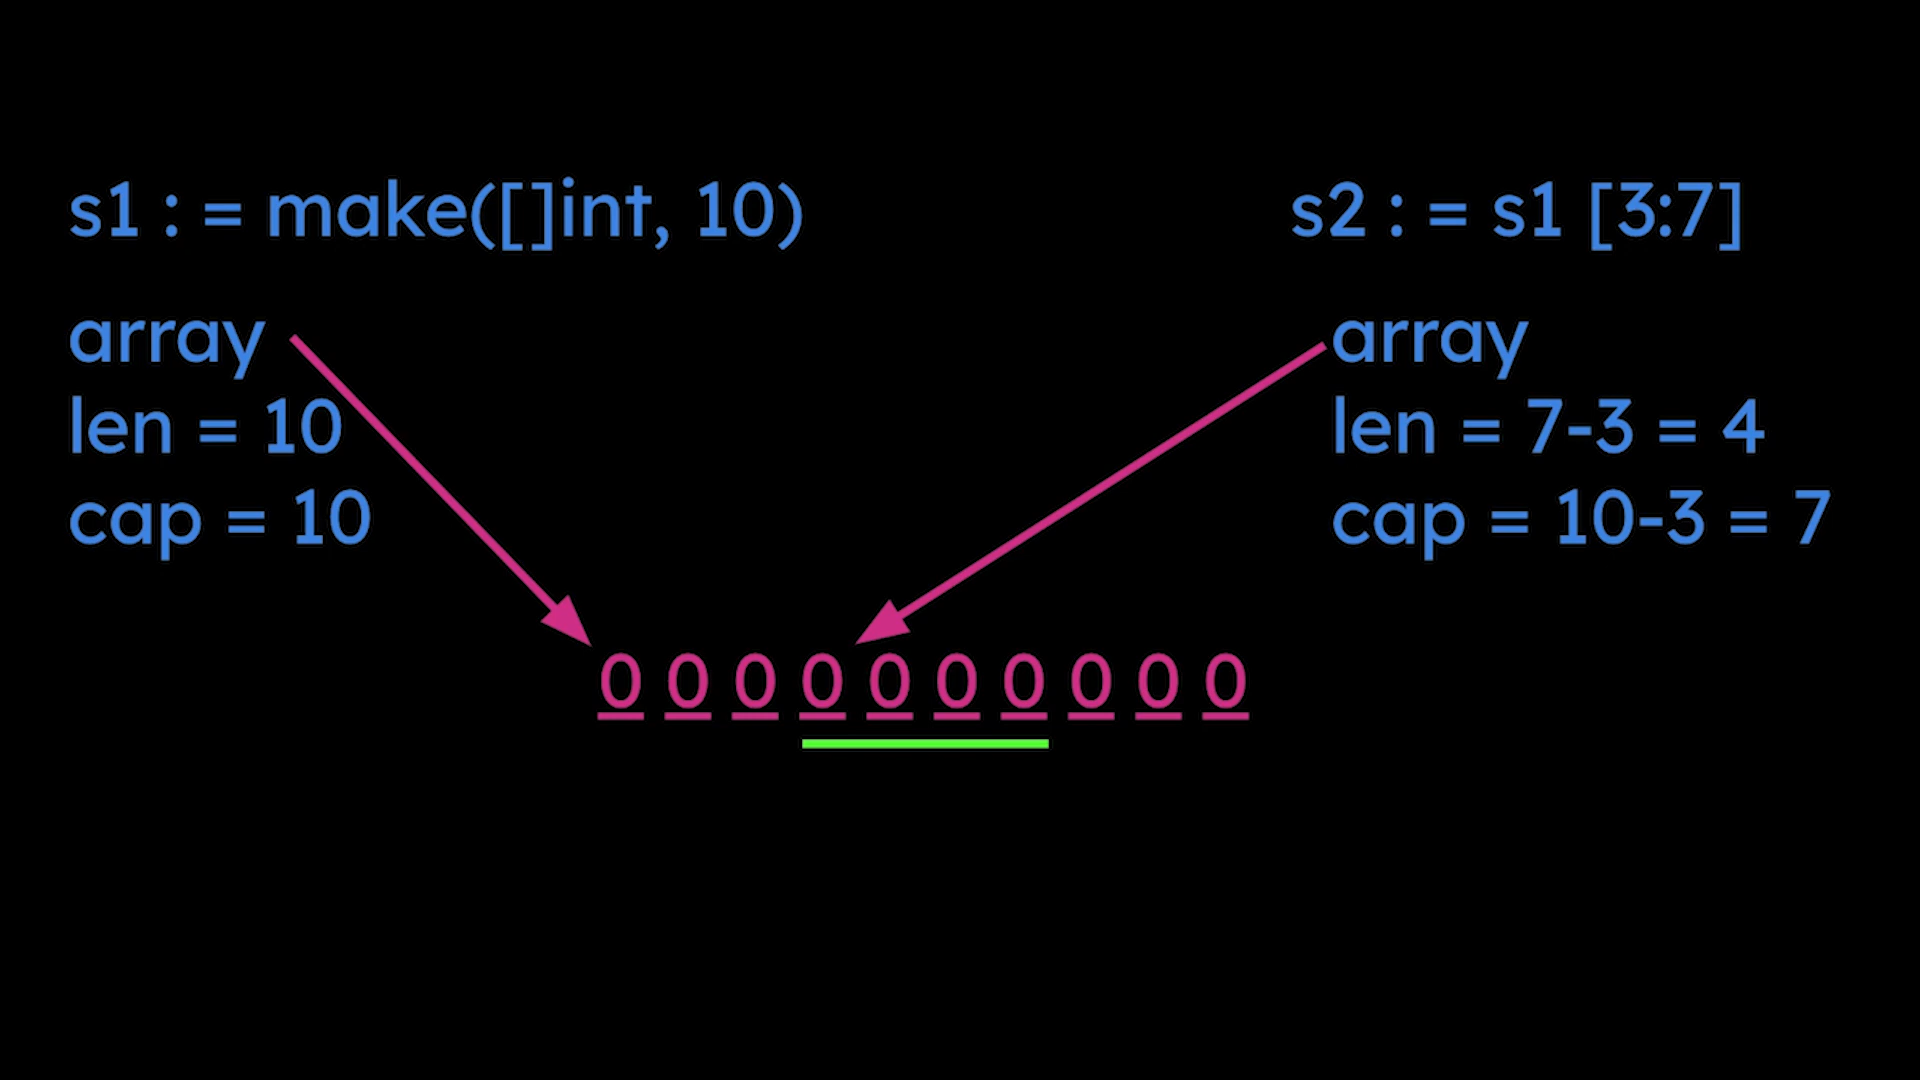 s1 : = make([]int, 10)
array
len = 10
cap = 10
s2 : = s1 [3:7]
array
len = 7-3 = 4
cap = 10-3 = 7
0 0 0 0 0 0 0 0 0 0